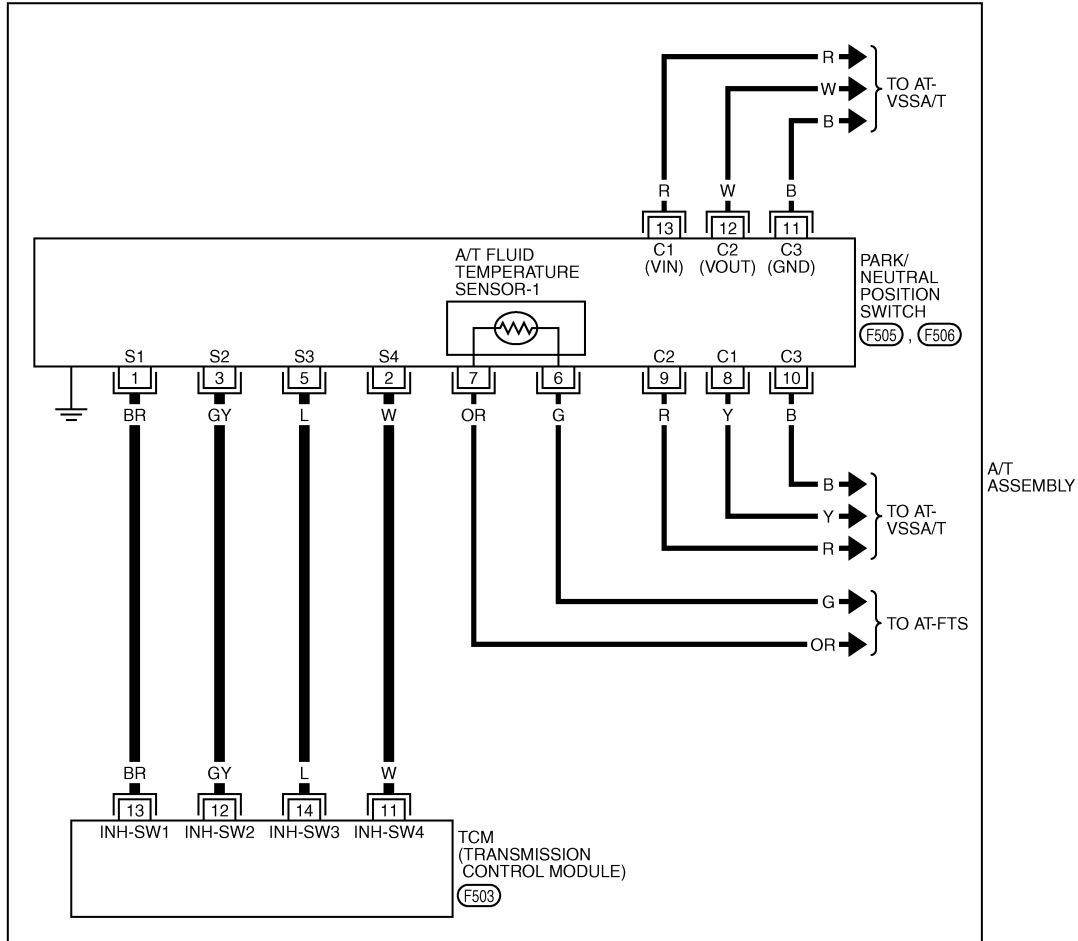 R
W
TO AT-
VSSA/T
B
R W B
13 12 11
C1 C2 C3
(VIN) (VOUT) (GND)
A/T FLUID
TEMPERATURE
SENSOR-1
PARK/
NEUTRAL
POSITION
SWITCH
F505 , F506
S1 S2 S3 S4 C2 C1 C3
1 3 5 2 7 6 9 8 10
BR GY L W OR G R Y B
A/T
ASSEMBLY
B
Y
R
TO AT-
VSSA/T
G
OR
TO AT-FTS
BR GY L W
13 12 14 11
INH-SW1 INH-SW2 INH-SW3 INH-SW4
TCM
(TRANSMISSION
CONTROL MODULE)
F503